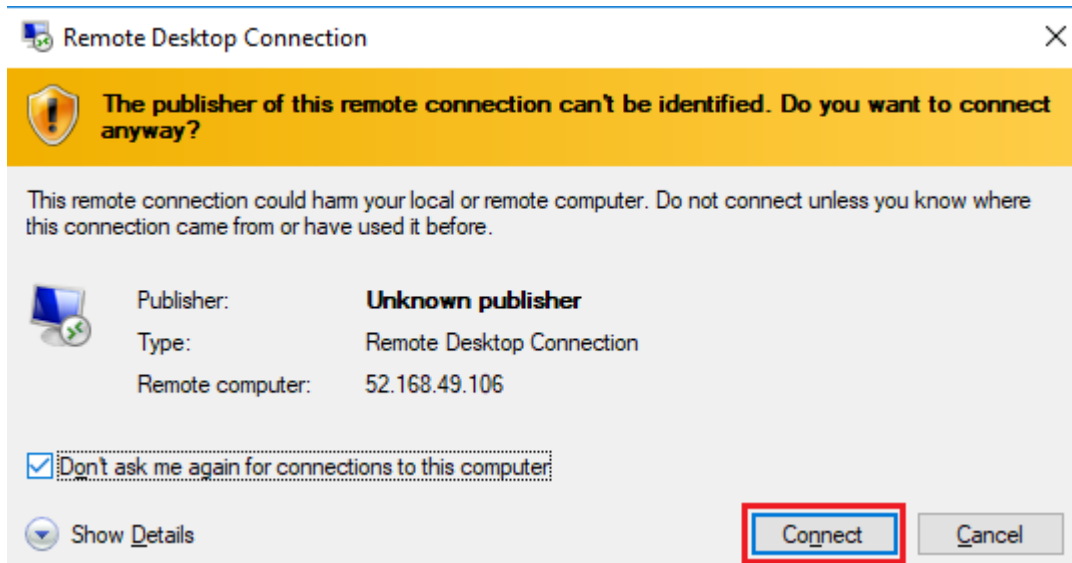 Remote Desktop Connection
The publisher of this remote connection can't be identified. Do you want to connect
anyway?
This remote connection could harm your local or remote computer. Do not connect unless you know where
this connection came from or have used it before.
Publisher: Unknown publisher
Type: Remote Desktop Connection
Remote computer: 52.168.49.106
Don't ask me again for connections to this computer
Show Details Connect Cancel